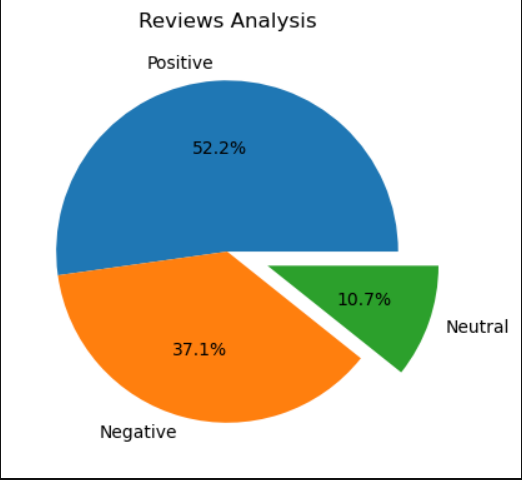 Reviews Analysis
Positive
52.2%
10.7%
Neutral
37.1%
Negative